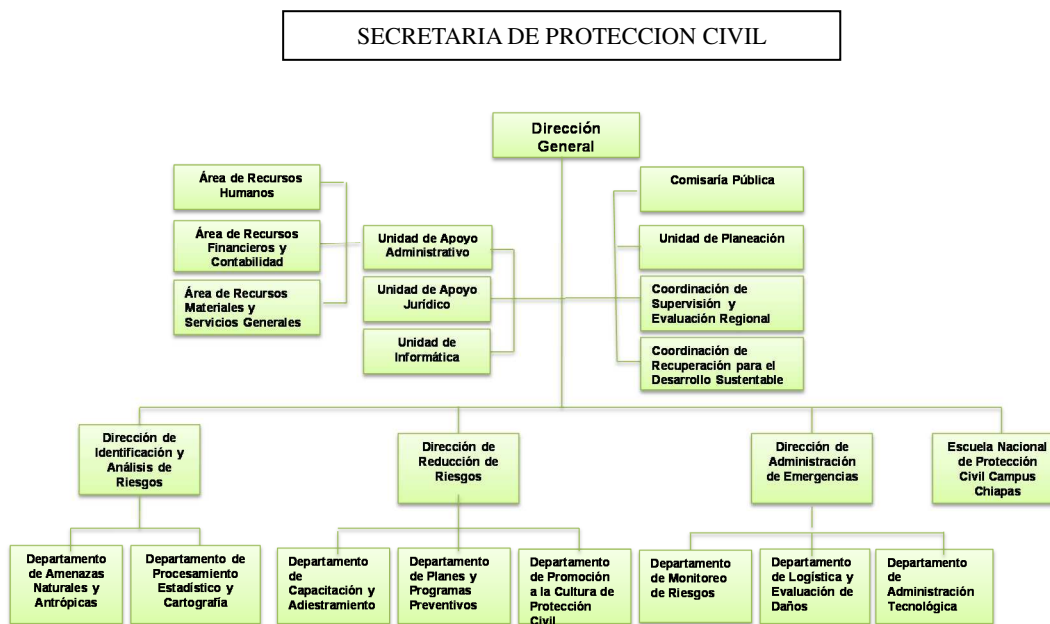 SECRETARIA DE PROTECCION CIVIL
Dirección
General
Área de Recursos
Humanos
Área de Recursos
Financieros y
Contabilidad
Área de Recursos
Materiales y
Servicios Generales
Unidad de Apoyo
Administrativo
Unidad de Apoyo
Jurídico
Unidad de
Informática
Comisaría Pública
Unidad de Planeación
Coordinación de
Supervisión y
Evaluación Regional
Coordinación de
Recuperación para el
Desarrollo Sustentable
Dirección de
Identificación y
Análisis de
Riesgos
Dirección de
Reducción de
Riesgos
Dirección de
Administración
de Emergencias
Escuela Nacional
de Protección
Civil Campus
Chiapas
Departamento
de Amenazas
Naturales y
Antrópicas
Departamento de
Procesamiento
Estadístico y
Cartografía
Departamento
de
Capacitación y
Adiestramiento
Departamento
de Planes y
Programas
Preventivos
Departamento
de Promoción
a la Cultura de
Protección
Civil
Departamento
de Monitoreo
de Riesgos
Departamento
de Logística y
Evaluación de
Daños
Departamento
de
Administración
Tecnológica